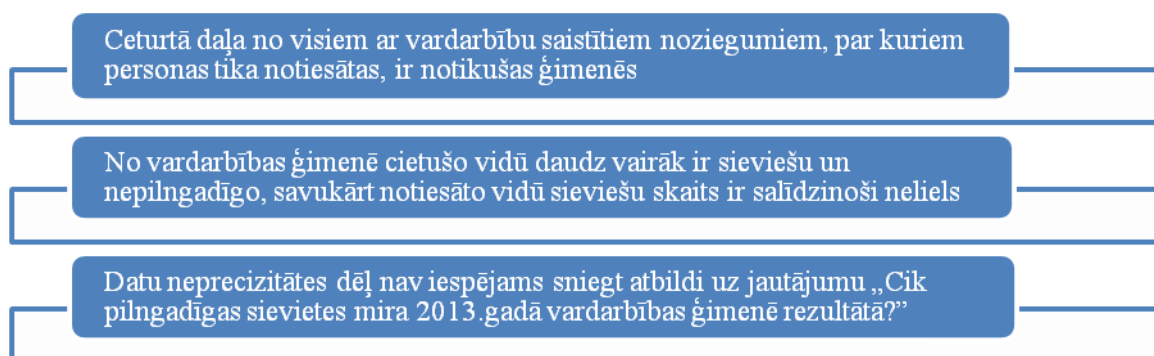 Ceturtā daļa no visiem ar vardarbību saistītiem noziegumiem, par kuriem
personas tika notiesātas, ir notikušas ģimenēs
No vardarbības ģimenē cietušo vidū daudz vairāk ir sieviešu un
nepilngadīgo, savukārt notiesāto vidū sieviešu skaits ir salīdzinoši neliels
Datu neprecizitātes dēļ nav iespējams sniegt atbildi uz jautājumu „Cik
pilngadīgas sievietes mira 2013.gadā vardarbības ģimenē rezultātā?”